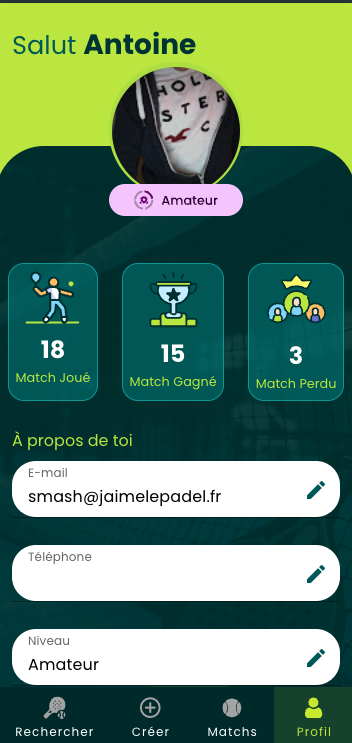 Salut Antoine
HOLL
STER
C
Amateur
18
Match Joué
15
Match Gagné
3
Match Perdu
À propos de toi
E-mail
smash@jaimelepadel.fr
Téléphone
Niveau
Amateur
Rechercher
Créer
Matchs
Profil